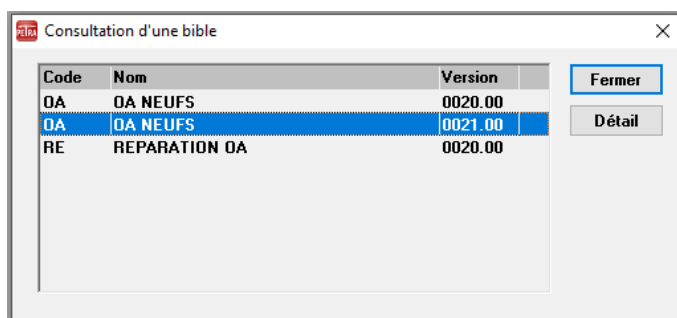 PETRA Consultation d'une bible
Code Nom Version
OA OA NEUFS 0020.00
OA OA NEUFS 0021.00
RE REPARATION OA 0020.00
Fermer
Détail